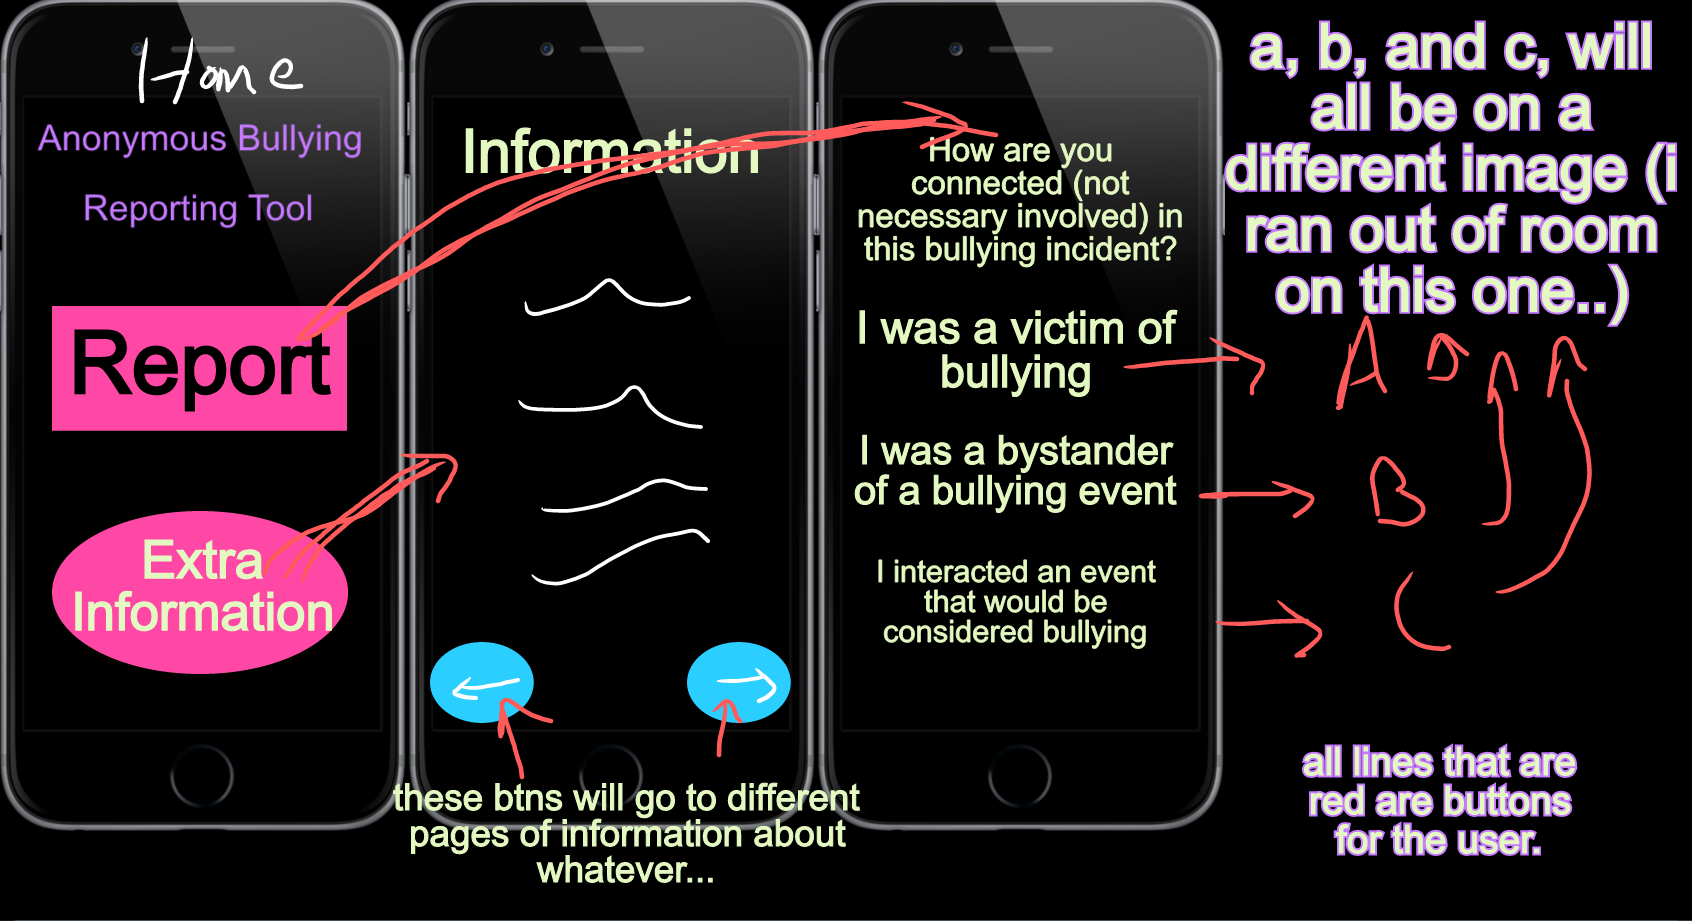 Home
Anonymous Bullying
Reporting Tool
Report
Extra
Information
Information
these btns will go to different
pages of information about
whatever...
How are you
connected (not
necessary involved) in
this bullying incident?
I was a victim of
bullying
I was a bystander
of a bullying event
I interacted an event
that would be
considered bullying
a, b, and c, will
all be on a
different image (i
ran out of room
on this one..)
A
B
C
all lines that are
red are buttons
for the user.